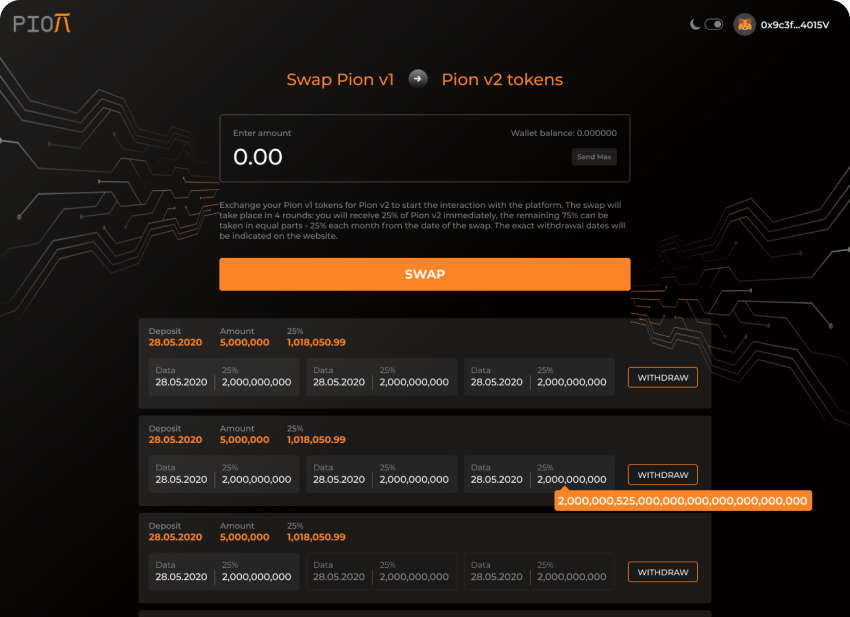 PIOπ
0x9c3f...4015V
Swap Pion v1 Pion v2 tokens
Enter amount Wallet balance: 0.000000
0.00 Send Max
Exchange your Pion v1 tokens for Pion v2 to start the interaction with the platform. The swap will
take place in 4 rounds: you will receive 25% of Pion v2 immediately, the remaining 75% can be
taken in equal parts - 25% each month from the date of the swap. The exact withdrawal dates will
be indicated on the website.
SWAP
Deposit Amount 25%
28.05.2020 5,000,000 1,018,050.99
Data 25% Data 25% Data 25%
28.05.2020 2,000,000,000 28.05.2020 2,000,000,000 28.05.2020 2,000,000,000 WITHDRAW
Deposit Amount 25%
28.05.2020 5,000,000 1,018,050.99
Data 25% Data 25% Data 25%
28.05.2020 2,000,000,000 28.05.2020 2,000,000,000 28.05.2020 2,000,000,000 WITHDRAW
2,000,000,525,000,000,000,000,000,000,000
Deposit Amount 25%
28.05.2020 5,000,000 1,018,050.99
Data 25% Data 25% Data 25%
28.05.2020 2,000,000,000 28.05.2020 2,000,000,000 28.05.2020 2,000,000,000 WITHDRAW